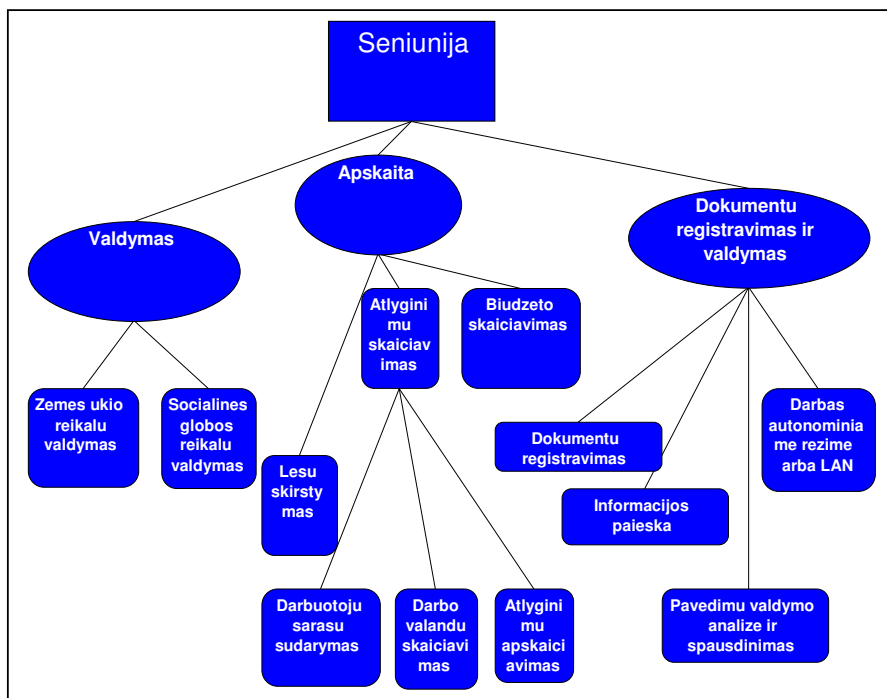 Seniunija
Apskaita
Valdymas
Dokumentu
registravimas ir
valdymas
Atlygini
mu
skaiciav
imas
Biudzeto
skaiciavimas
Zemes ukio
reikalu
valdymas
Socialines
globos
reikalu
valdymas
Lesu
skirsty
mas
Dokumentu
registravimas
Informacijos
paieska
Darbas
autonominia
me rezime
arba LAN
Darbuotoju
sarasu
sudarymas
Darbo
valandu
skaiciavi
mas
Atlygini
mu
apskaici
avimas
Pavedimu valdymo
analize ir
spausdinimas